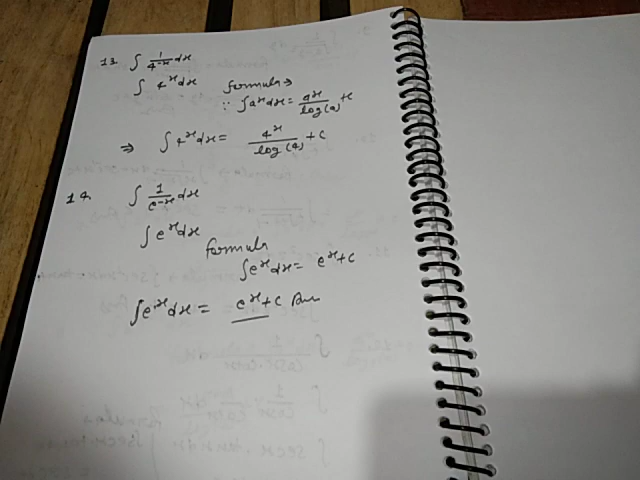 13. ∫ 1/4^-x dx
∫ 4^x dx formula →
∵ ∫a^x dx = a^x/log(a) + c
⇒ ∫4^x dx = 4^x/log(4) + c
14. ∫ 1/e^-x dx
∫e^x dx
formula
∫e^x dx = e^x+c
∫e^x dx = e^x+c Ans